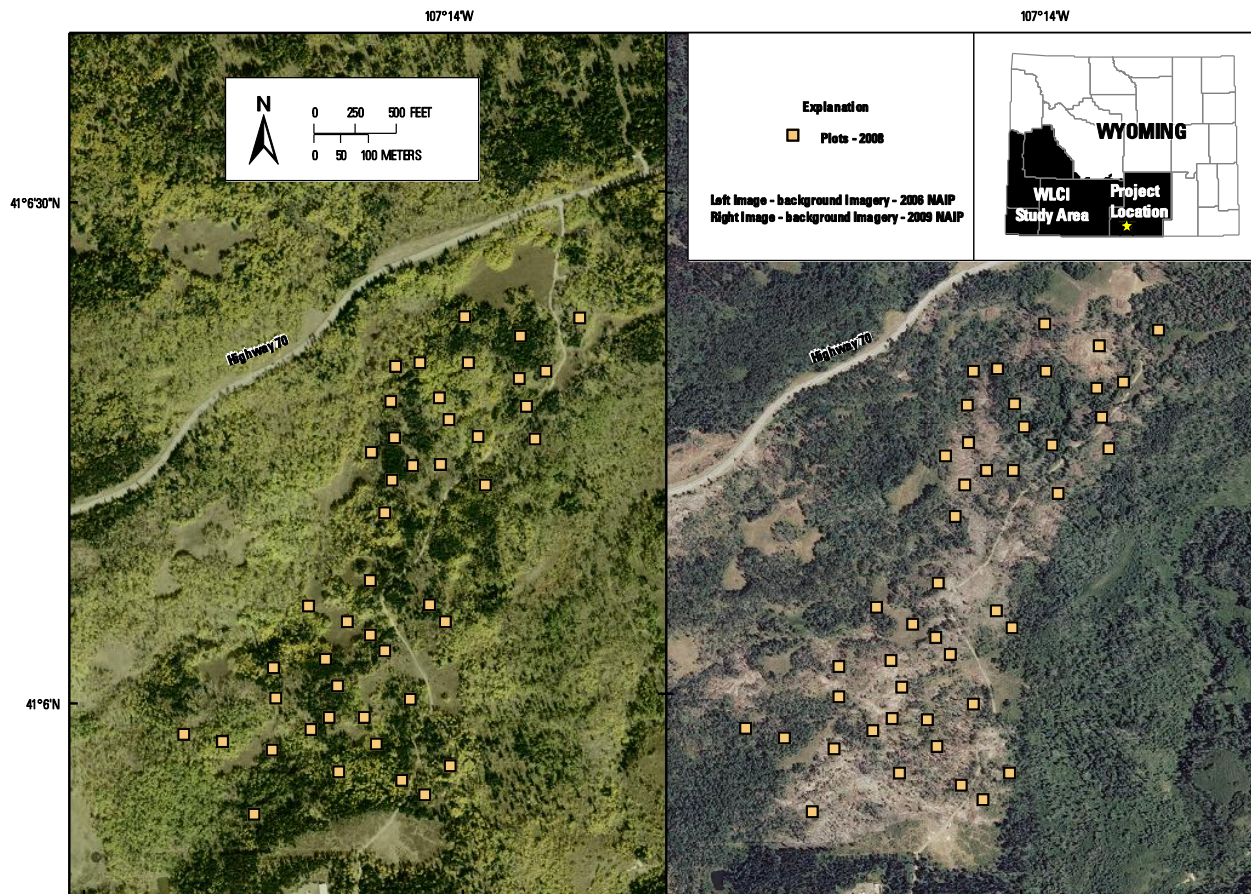 107°14'W
107°14'W
N
0 250 500 FEET
0 50 100 METERS
Explanation
Plots - 2008
Left Image - background imagery - 2006 NAIP
Right Image - background imagery - 2009 NAIP
WYOMING
WLCI
Study Area
Project
Location
41°6'30"N
Highway 70
Highway 70
41°6'N